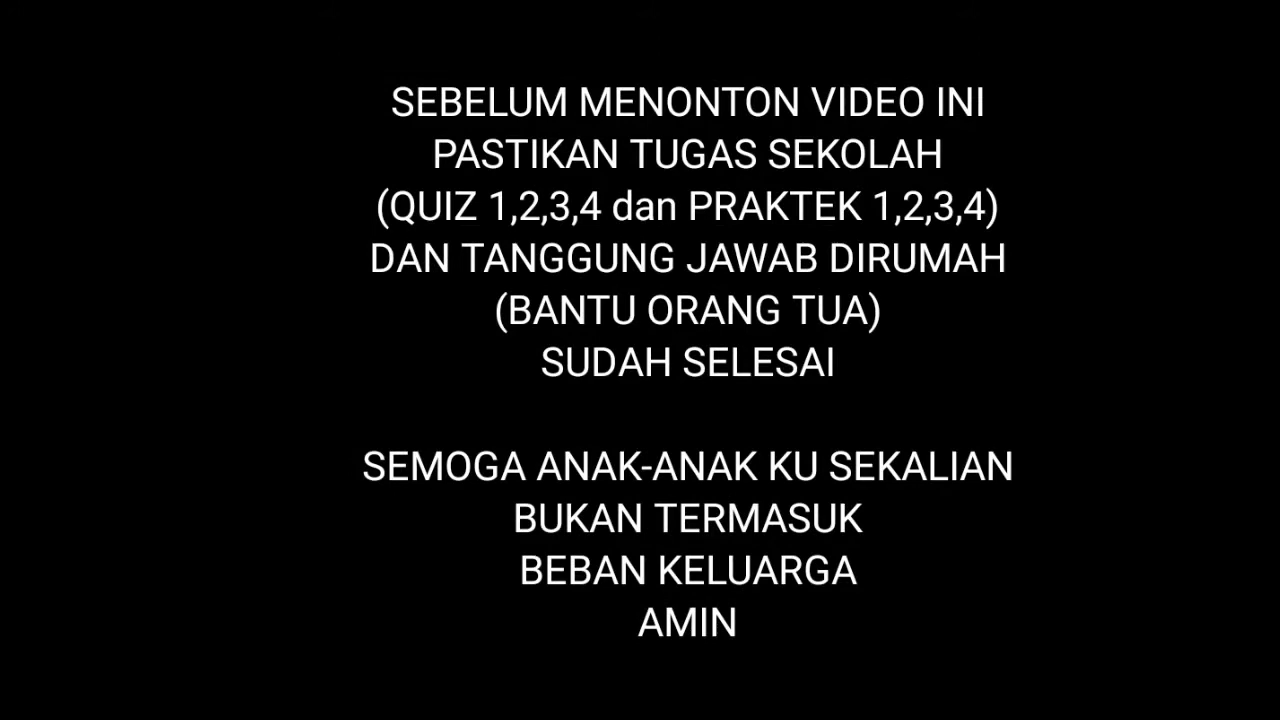 SEBELUM MENONTON VIDEO INI
PASTIKAN TUGAS SEKOLAH
(QUIZ 1,2,3,4 dan PRAKTEK 1,2,3,4)
DAN TANGGUNG JAWAB DIRUMAH
(BANTU ORANG TUA)
SUDAH SELESAI
SEMOGA ANAK-ANAK KU SEKALIAN
BUKAN TERMASUK
BEBAN KELUARGA
AMIN